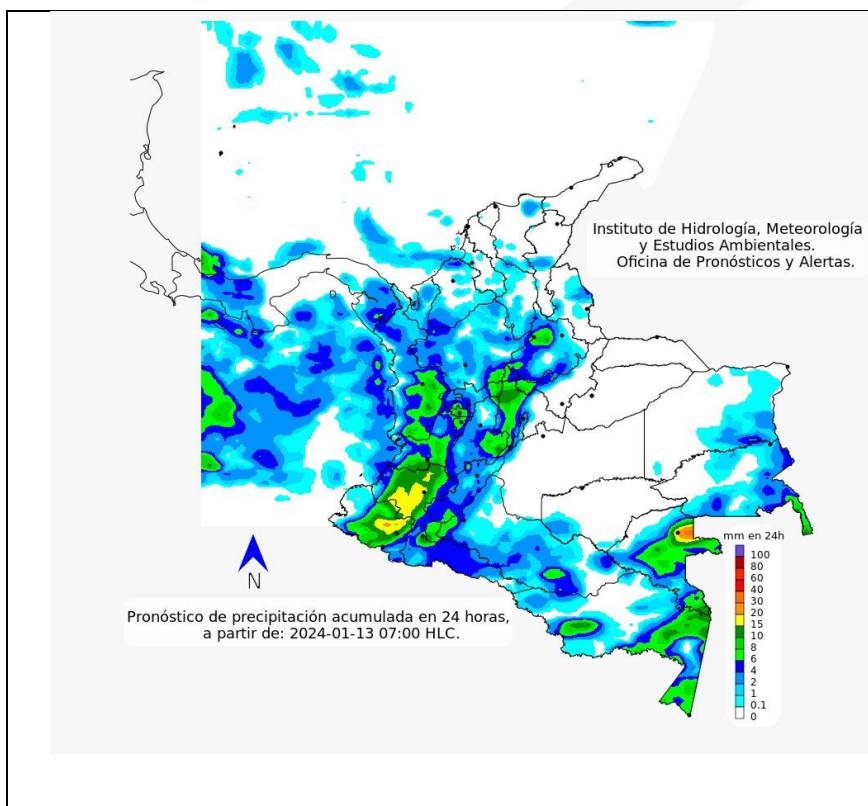 Instituto de Hidrología, Meteorología
y Estudios Ambientales.
Oficina de Pronósticos y Alertas.
mm en 24h
100
80
60
40
30
20
15
10
8
6
4
2
1
0.1
0
N
Pronóstico de precipitación acumulada en 24 horas,
a partir de: 2024-01-13 07:00 HLC.